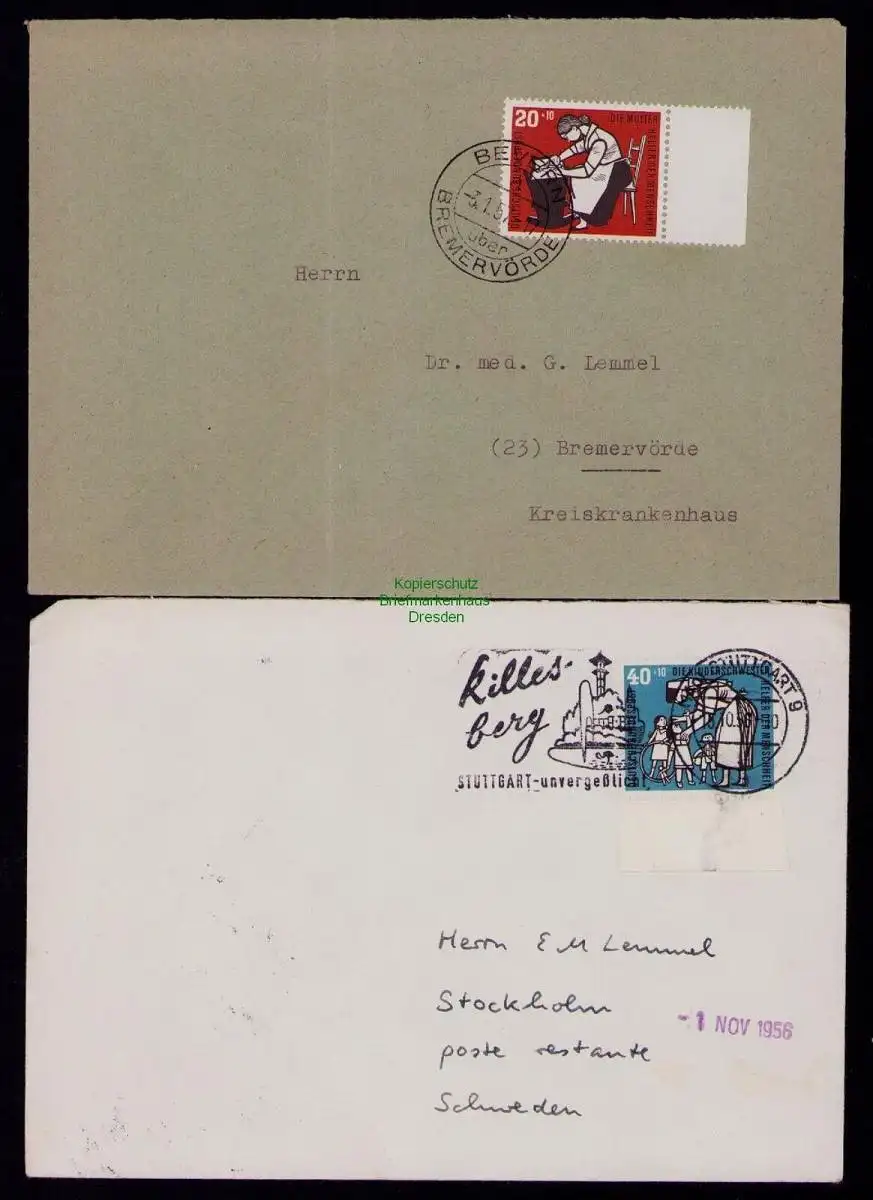 20 +10
DIE MUTTER
HELFER DER MENSCHHEIT
DEUTSCHE BUNDESPOST
über
BREMERVÖRDE
Herrn
Dr. med. G. Lemmel
(23) Bremervörde
Kreiskrankenhaus
Kopierschutz
Briefmarkenhaus
Dresden
Killes-
berg
STUTTGART-unvergeßlich
40 +10
DIE KINDERSCHWESTER
HELFER DER MENSCHHEIT
STUTTGART 9
Herrn E M Lemmel
Stockholm
-1 NOV 1956
poste restante
Schweden